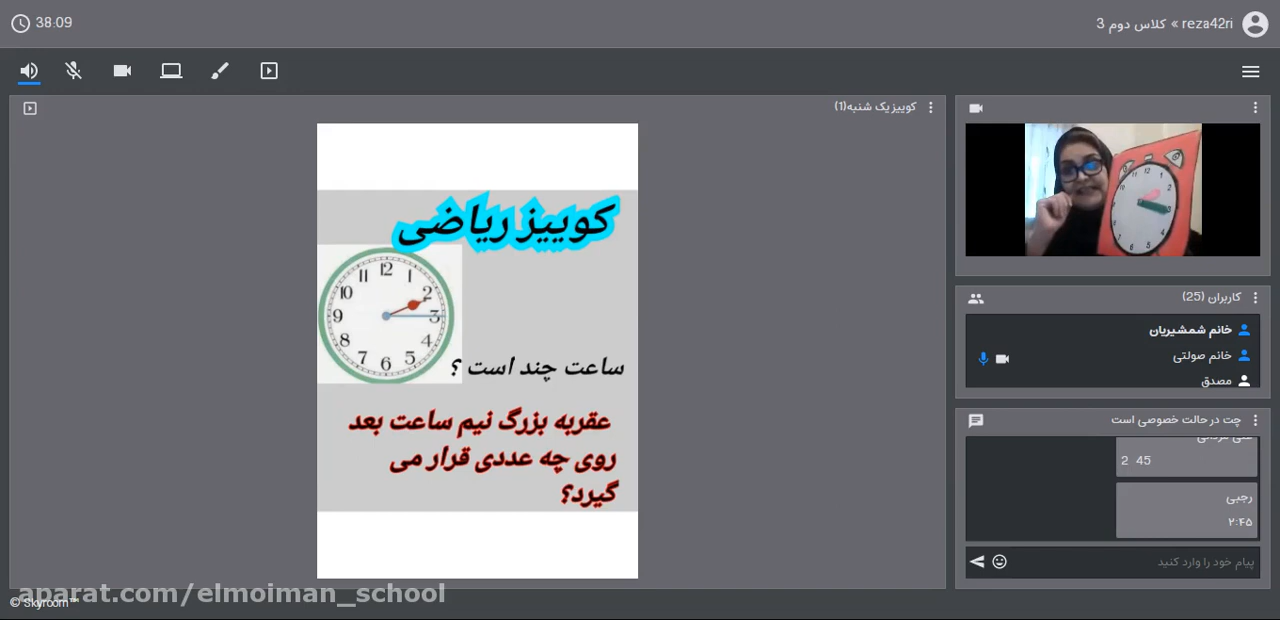 38:09
reza42ri » کلاس دوم 3
کوییز یک شنبه(1)
کوییز ریاضی
12
11 1
10 2
9 3
8 4
7 5
6
ساعت چند است ؟
عقربه بزرگ نیم ساعت بعد
روی چه عددی قرار می
گیرد؟
کاربران (25)
خانم شمشیریان
خانم صولتی
مصدق
چت در حالت خصوصی است
2 45
رجبی
۲:۴۵
پیام خود را وارد کنید
aparat.com/elmoiman_school
© Skyroom™